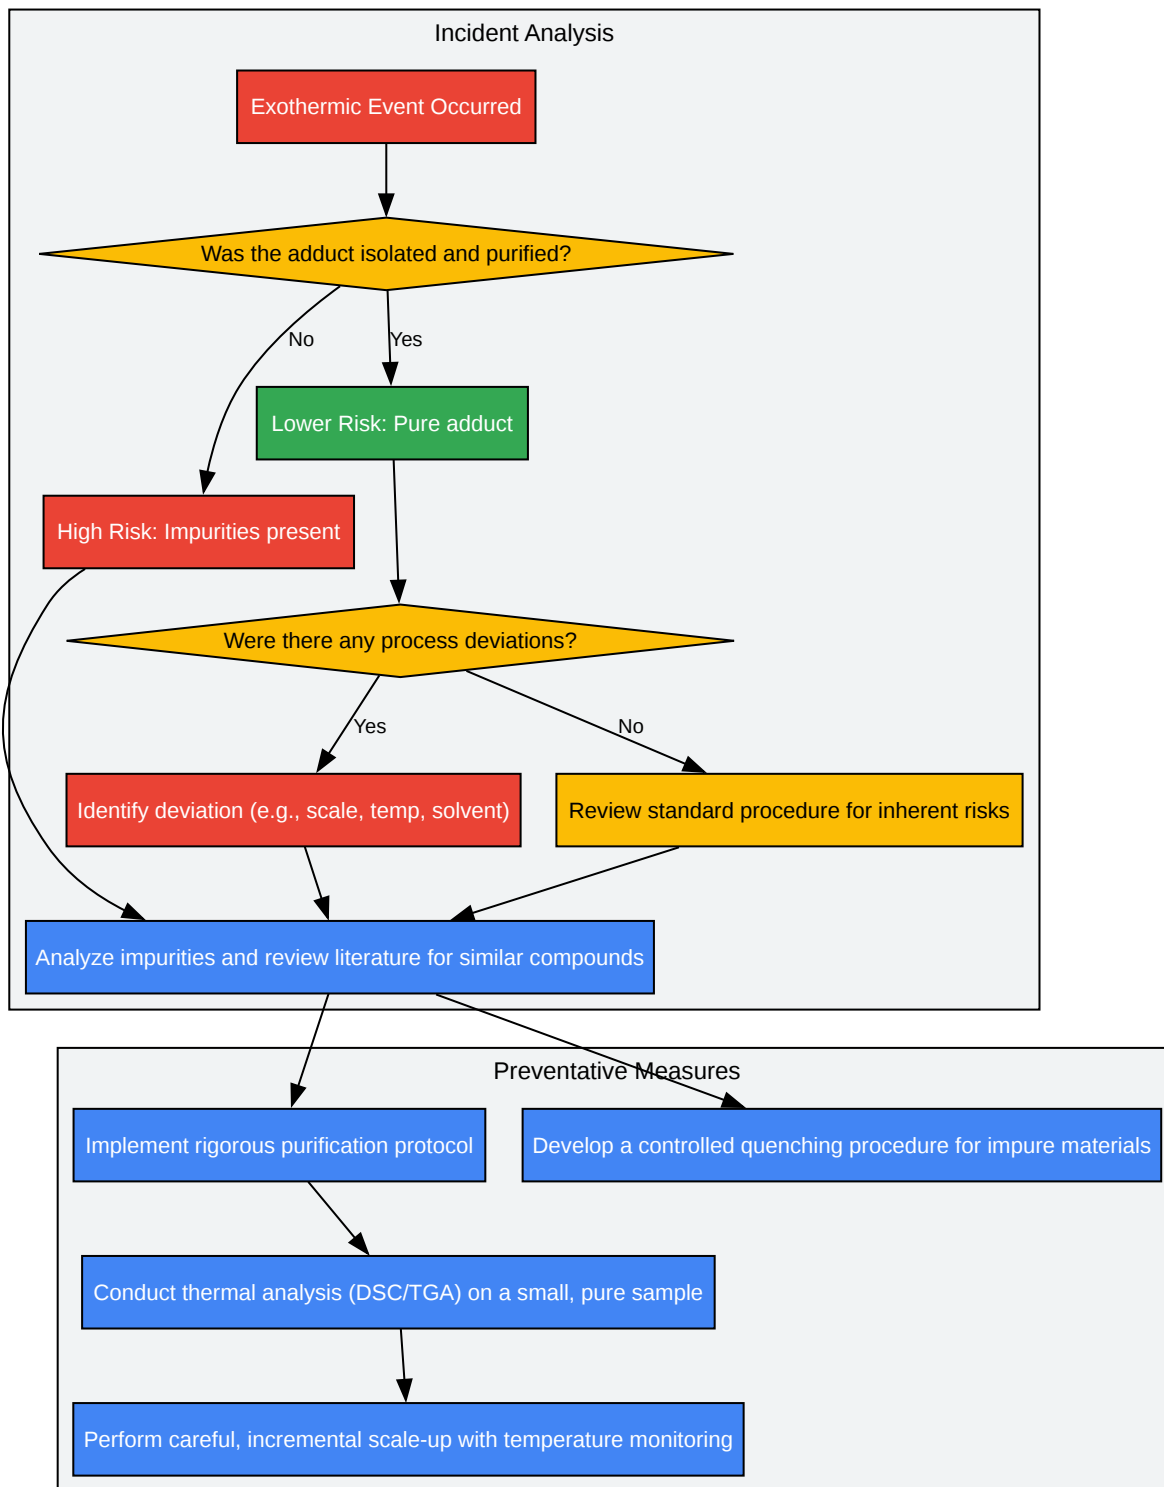 Incident Analysis
Exothermic Event Occurred
Was the adduct isolated and purified?
No
Yes
Lower Risk: Pure adduct
High Risk: Impurities present
Were there any process deviations?
Yes
No
Identify deviation (e.g., scale, temp, solvent)
Review standard procedure for inherent risks
Analyze impurities and review literature for similar compounds
Preventative Measures
Implement rigorous purification protocol
Develop a controlled quenching procedure for impure materials
Conduct thermal analysis (DSC/TGA) on a small, pure sample
Perform careful, incremental scale-up with temperature monitoring